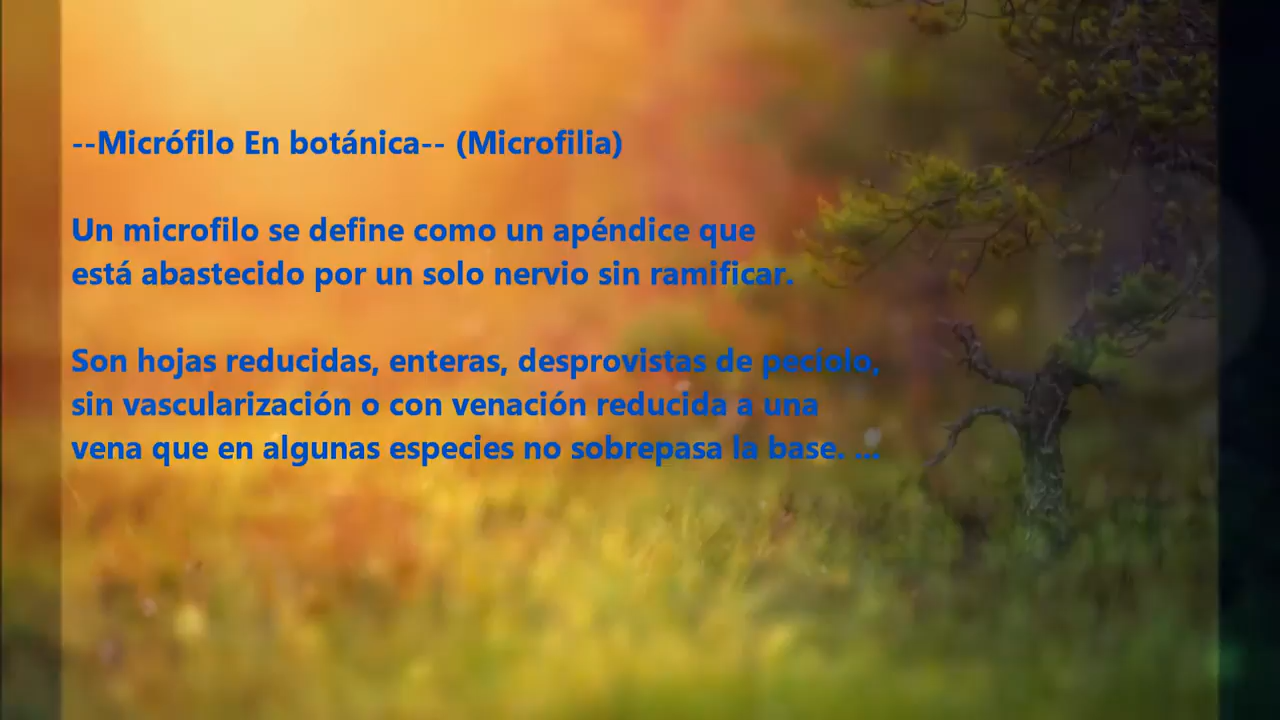 --Micrófilo En botánica-- (Microfilia)
Un microfilo se define como un apéndice que
está abastecido por un solo nervio sin ramificar.
Son hojas reducidas, enteras, desprovistas de pecíolo,
sin vascularización o con venación reducida a una
vena que en algunas especies no sobrepasa la base. ...